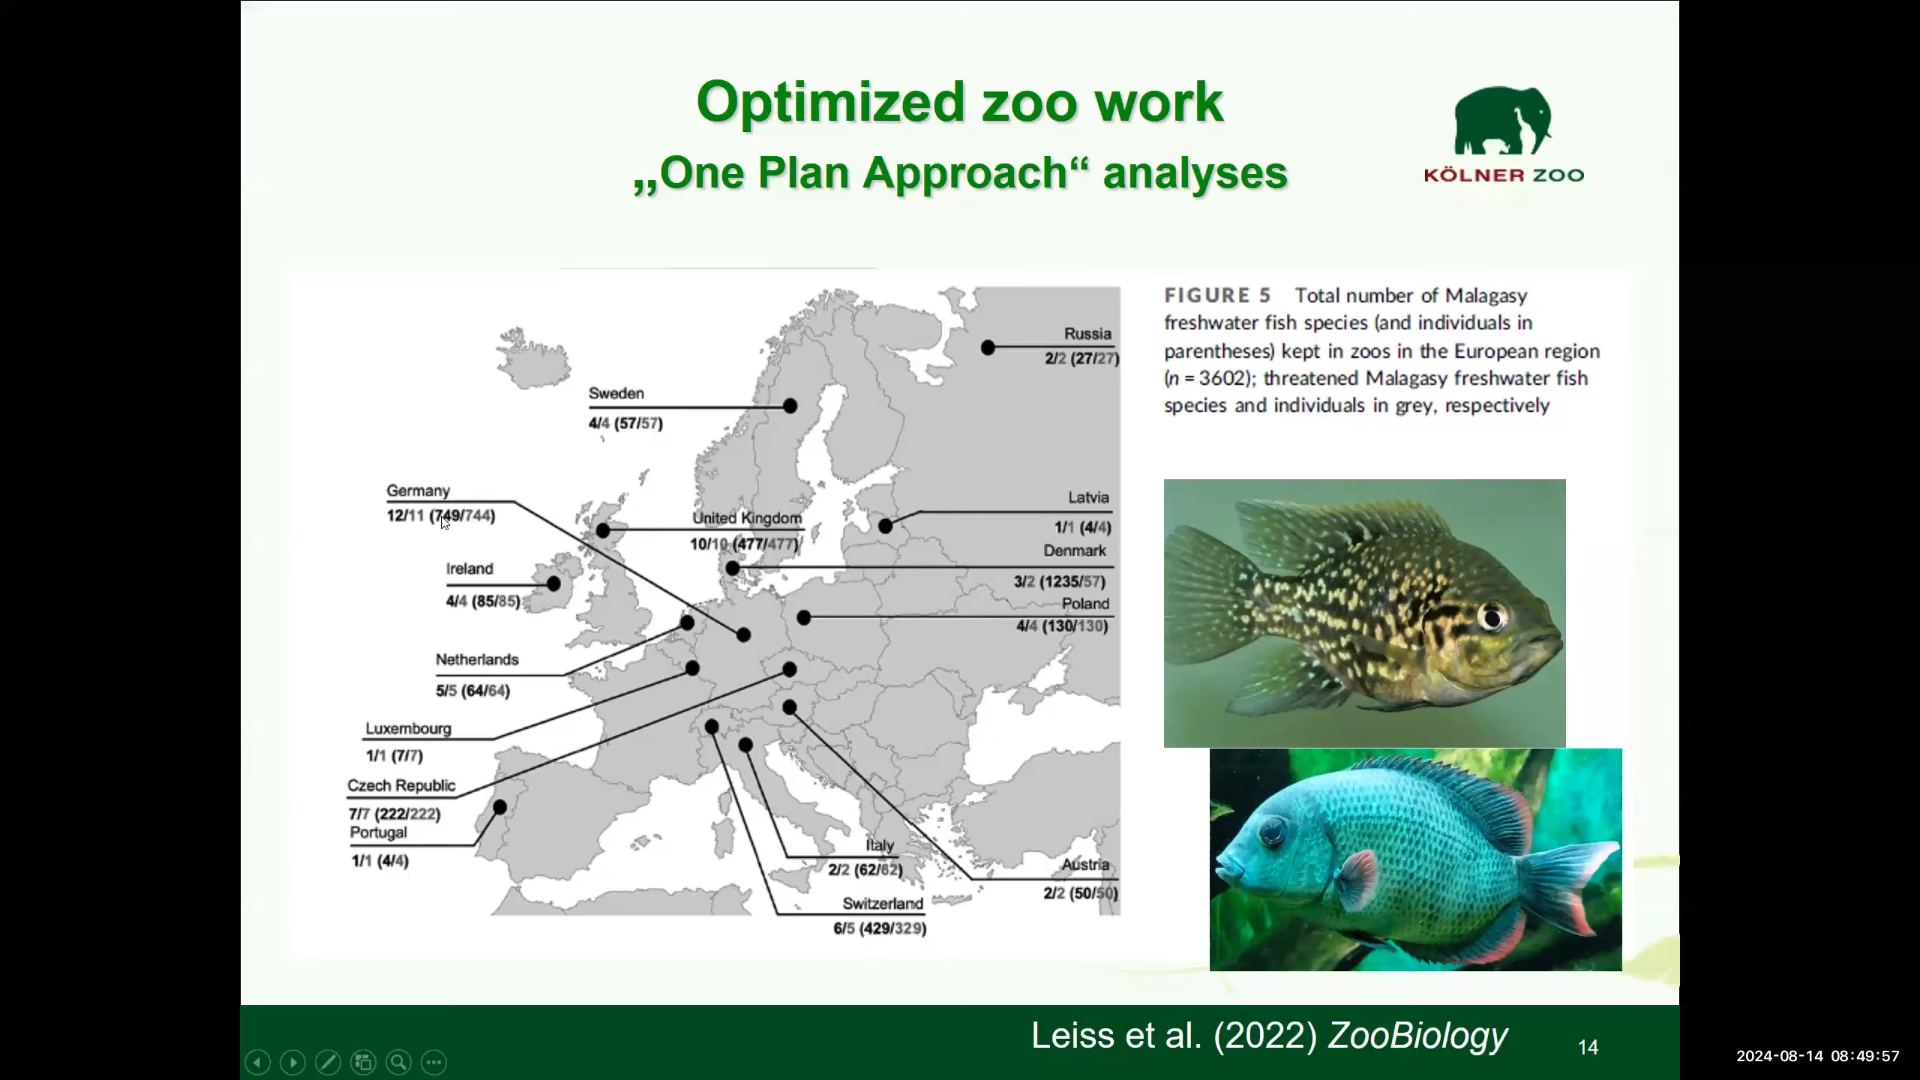 Optimized zoo work
„One Plan Approach“ analyses
KÖLNER ZOO
FIGURE 5 Total number of Malagasy
freshwater fish species (and individuals in
parentheses) kept in zoos in the European region
(n = 3602); threatened Malagasy freshwater fish
species and individuals in grey, respectively
Russia
2/2 (27/27)
Sweden
4/4 (57/57)
Germany
12/11 (749/744)
United Kingdom
10/10 (477/477)
Latvia
1/1 (4/4)
Denmark
3/2 (1235/57)
Ireland
4/4 (85/85)
Poland
4/4 (130/130)
Netherlands
5/5 (64/64)
Luxembourg
1/1 (7/7)
Czech Republic
7/7 (222/222)
Portugal
1/1 (4/4)
Italy
2/2 (62/62)
Austria
2/2 (50/50)
Switzerland
6/5 (429/329)
Leiss et al. (2022) ZooBiology
14
2024-08-14 08:49:57